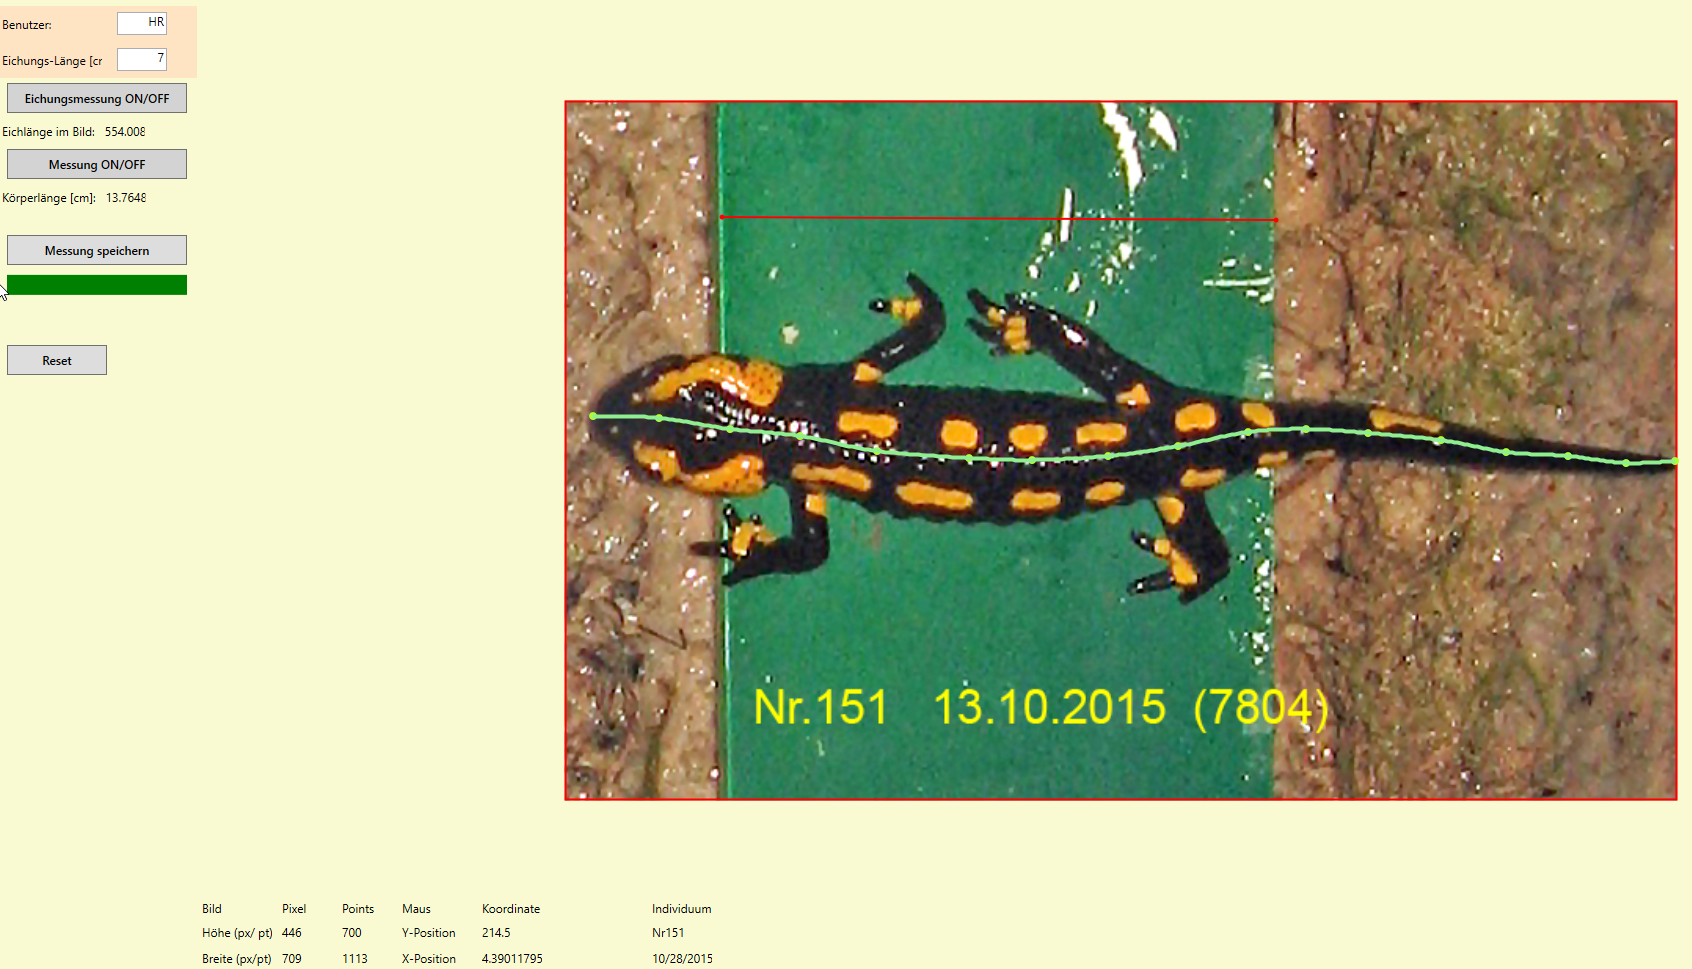 Benutzer: HR
Eichungs-Länge [cr 7
Eichungsmessung ON/OFF
Eichlänge im Bild: 554.008
Messung ON/OFF
Körperlänge [cm]: 13.7648
Messung speichern
Reset
Nr.151 13.10.2015 (7804)
Bild Pixel Points Maus Koordinate Individuum
Höhe (px/ pt) 446 700 Y-Position 214.5 Nr151
Breite (px/pt) 709 1113 X-Position 4.39011795 10/28/2015